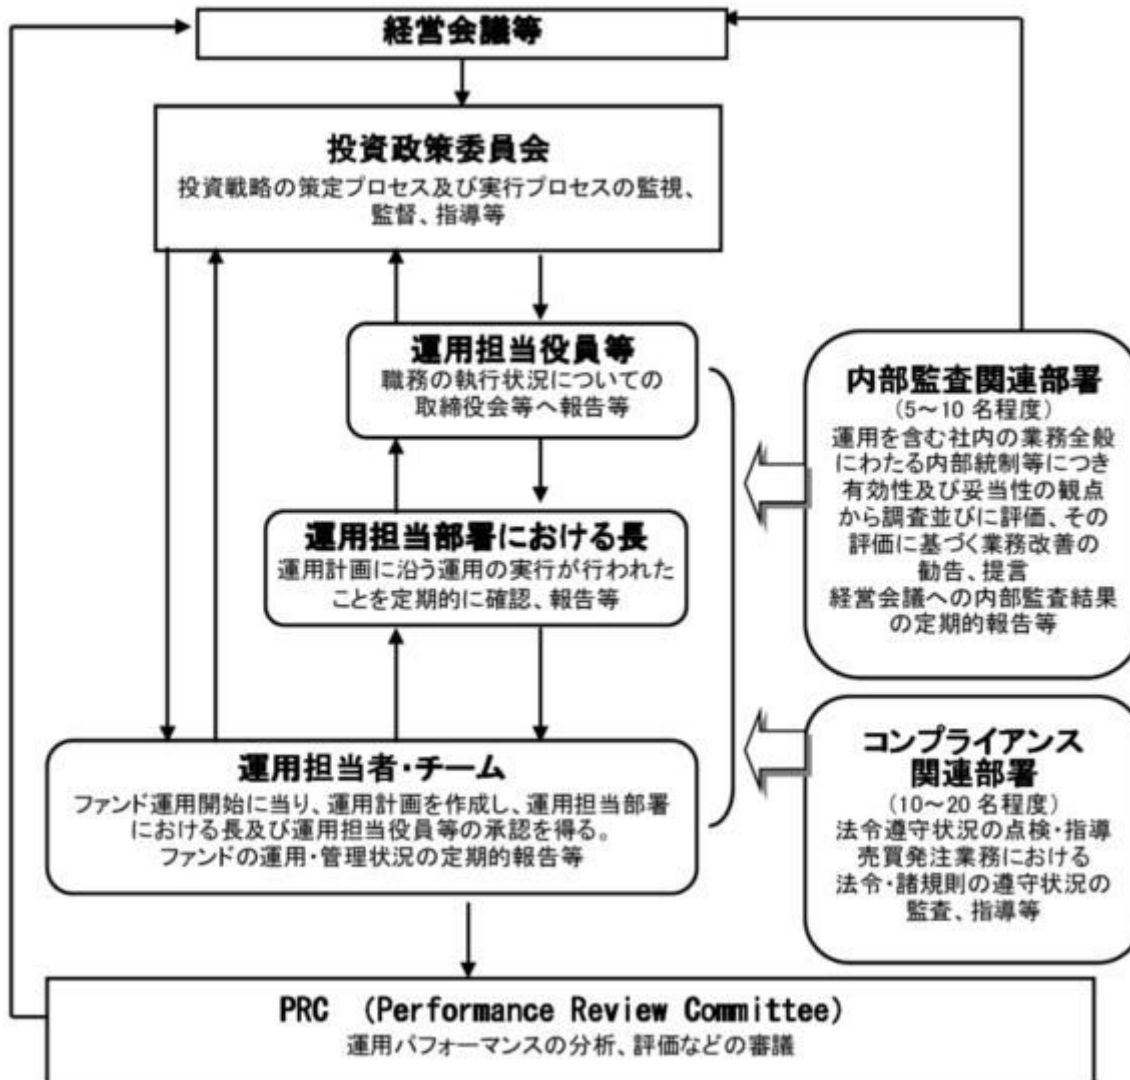 経営会議等
投資政策委員会
投資戦略の策定プロセス及び実行プロセスの監視、
監督、指導等
運用担当役員等
職務の執行状況についての
取締役会等へ報告等
運用担当部署における長
運用計画に沿う運用の実行が行われた
ことを定期的に確認、報告等
運用担当者・チーム
ファンド運用開始に当り、運用計画を作成し、運用担当部署
における長及び運用担当役員等の承認を得る。
ファンドの運用・管理状況の定期的報告等
内部監査関連部署
(5～10 名程度)
運用を含む社内の業務全般
にわたる内部統制等につき
有効性及び妥当性の観点
から調査並びに評価、その
評価に基づく業務改善の
勧告、提言
経営会議への内部監査結果
の定期的報告等
コンプライアンス
関連部署
(10～20 名程度)
法令遵守状況の点検・指導
売買発注業務における
法令・諸規則の遵守状況の
監査、指導等
PRC （Performance Review Committee）
運用パフォーマンスの分析、評価などの審議